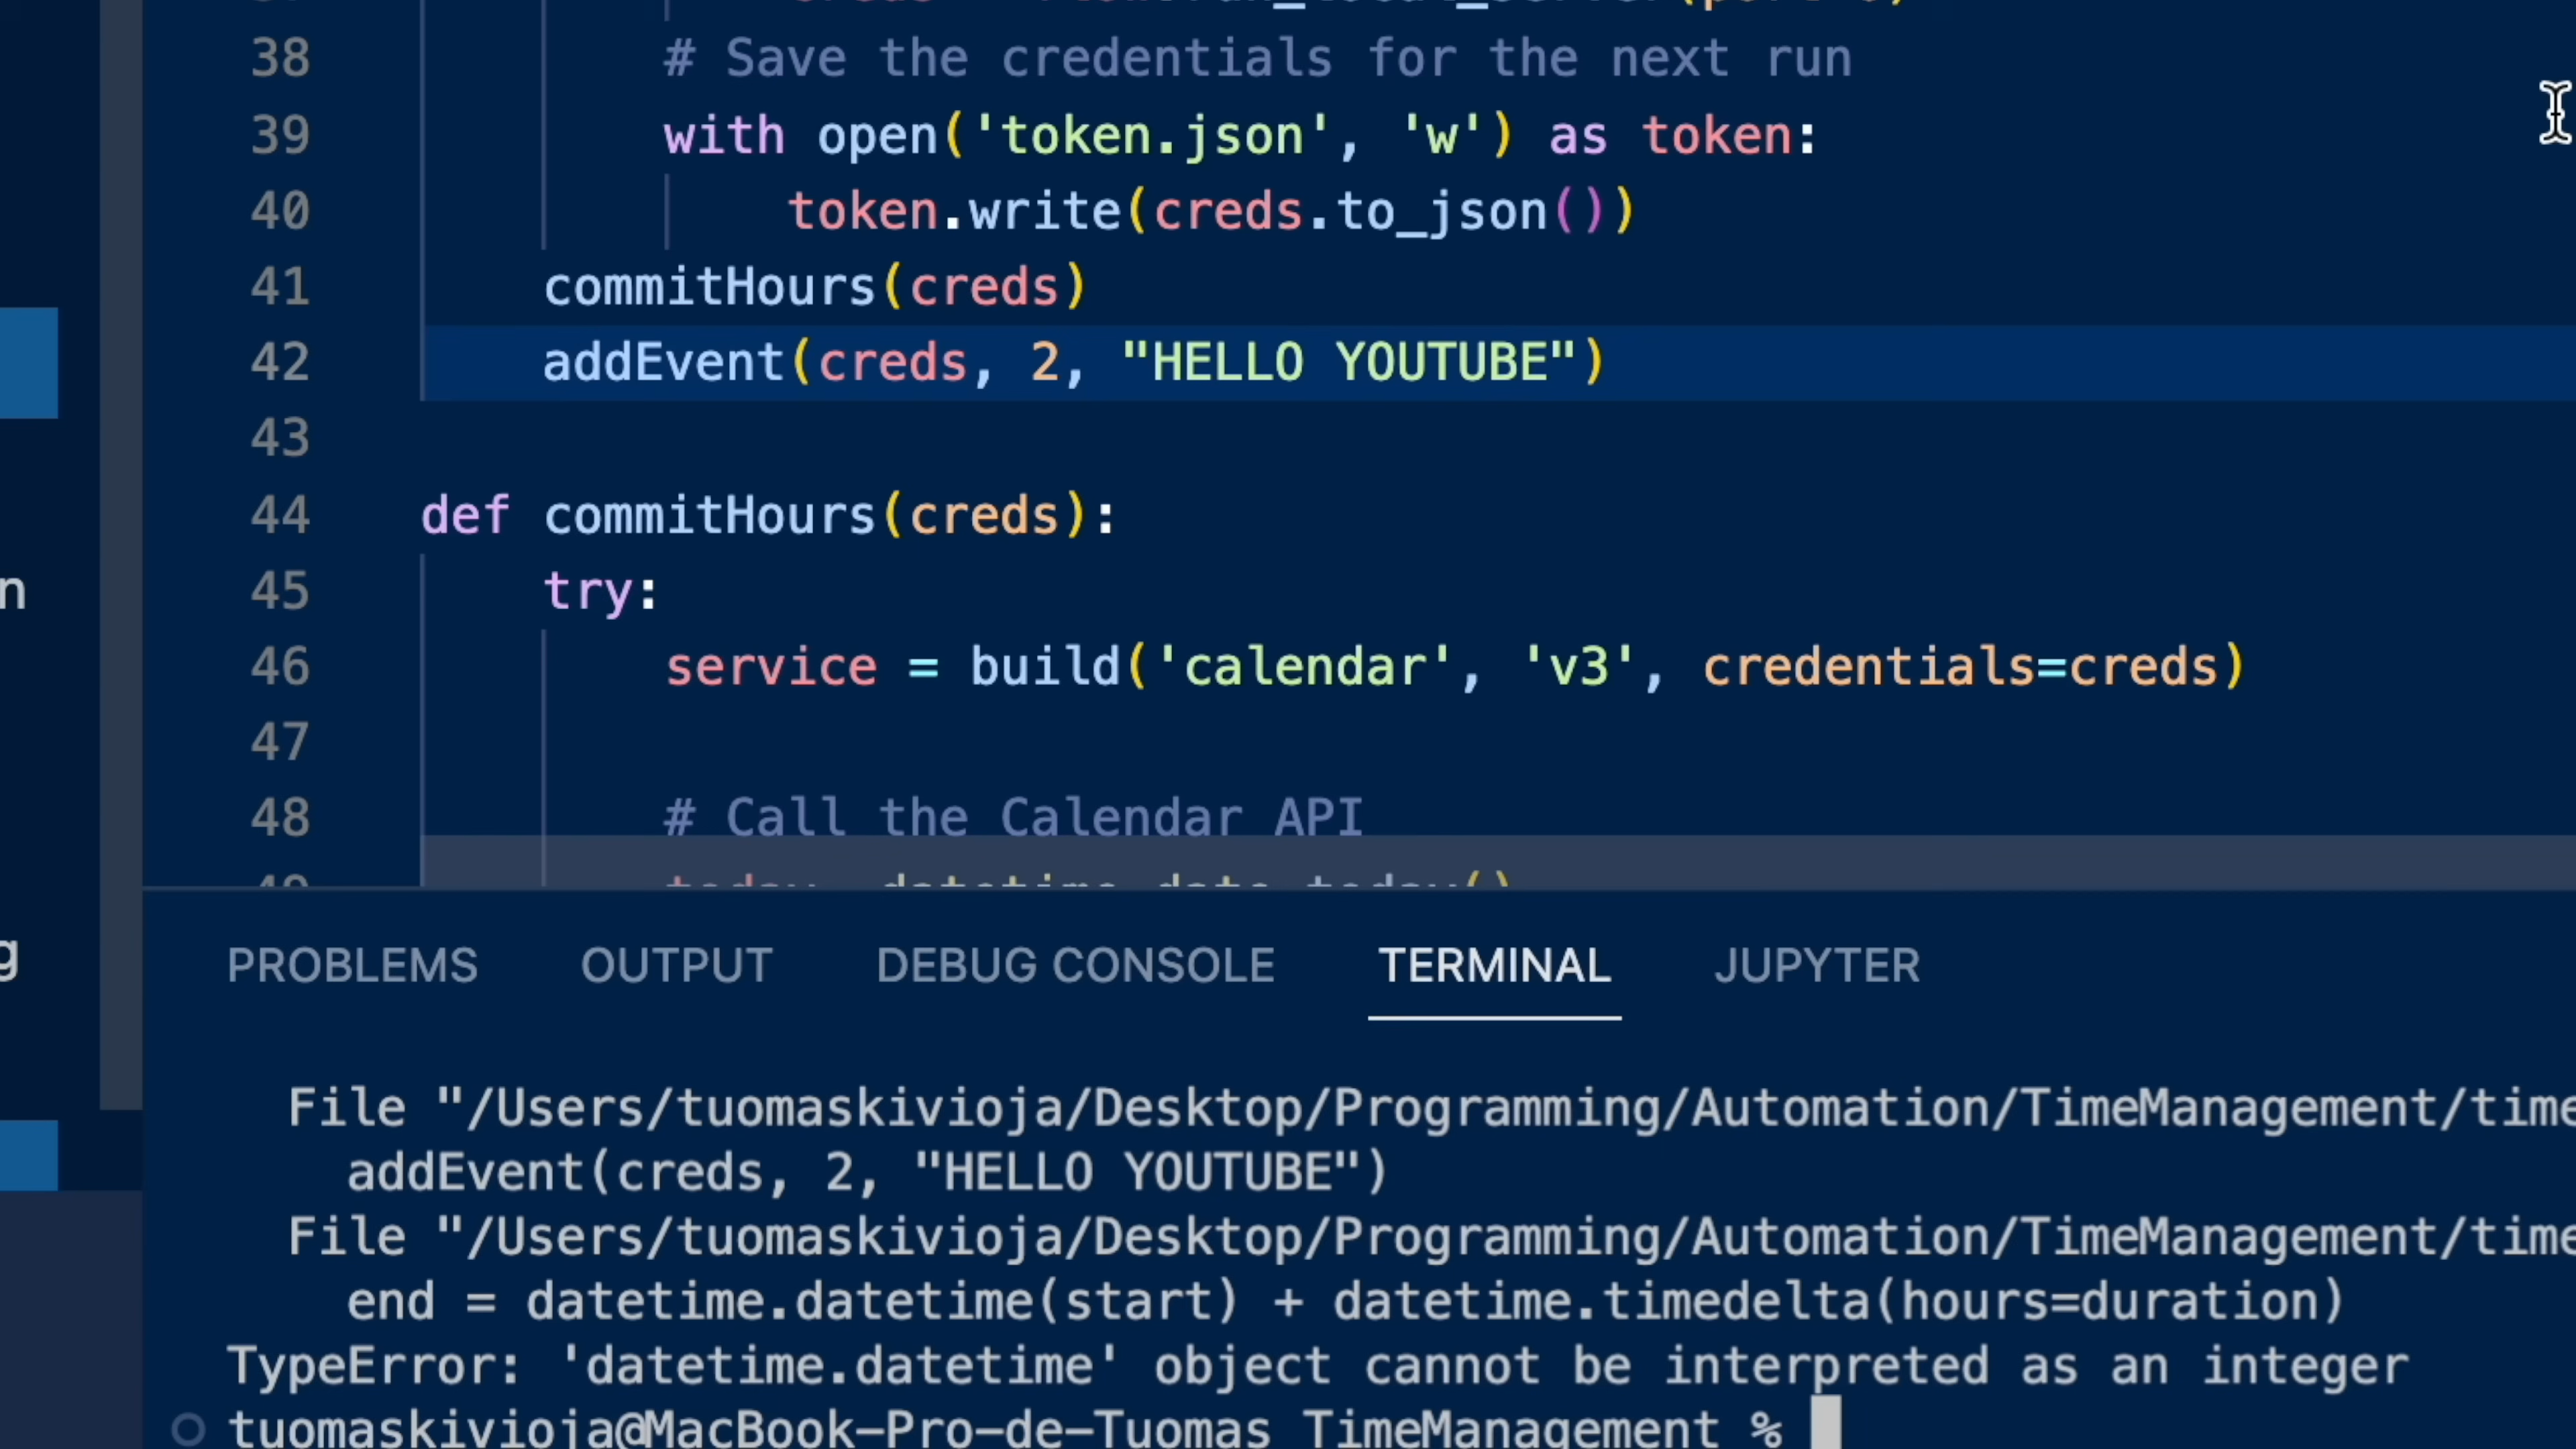 38 # Save the credentials for the next run
39 with open('token.json', 'w') as token:
40 token.write(creds.to_json())
41 commitHours(creds)
42 addEvent(creds, 2, "HELLO YOUTUBE")
43
44 def commitHours(creds):
n
45 try:
46 service = build('calendar', 'v3', credentials=creds)
47
48 # Call the Calendar API
g
PROBLEMS OUTPUT DEBUG CONSOLE TERMINAL JUPYTER
File "/Users/tuomaskivioja/Desktop/Programming/Automation/TimeManagement/time
addEvent(creds, 2, "HELLO YOUTUBE")
File "/Users/tuomaskivioja/Desktop/Programming/Automation/TimeManagement/time
end = datetime.datetime(start) + datetime.timedelta(hours=duration)
TypeError: 'datetime.datetime' object cannot be interpreted as an integer
tuomaskivioja@MacBook-Pro-de-Tuomas TimeManagement %